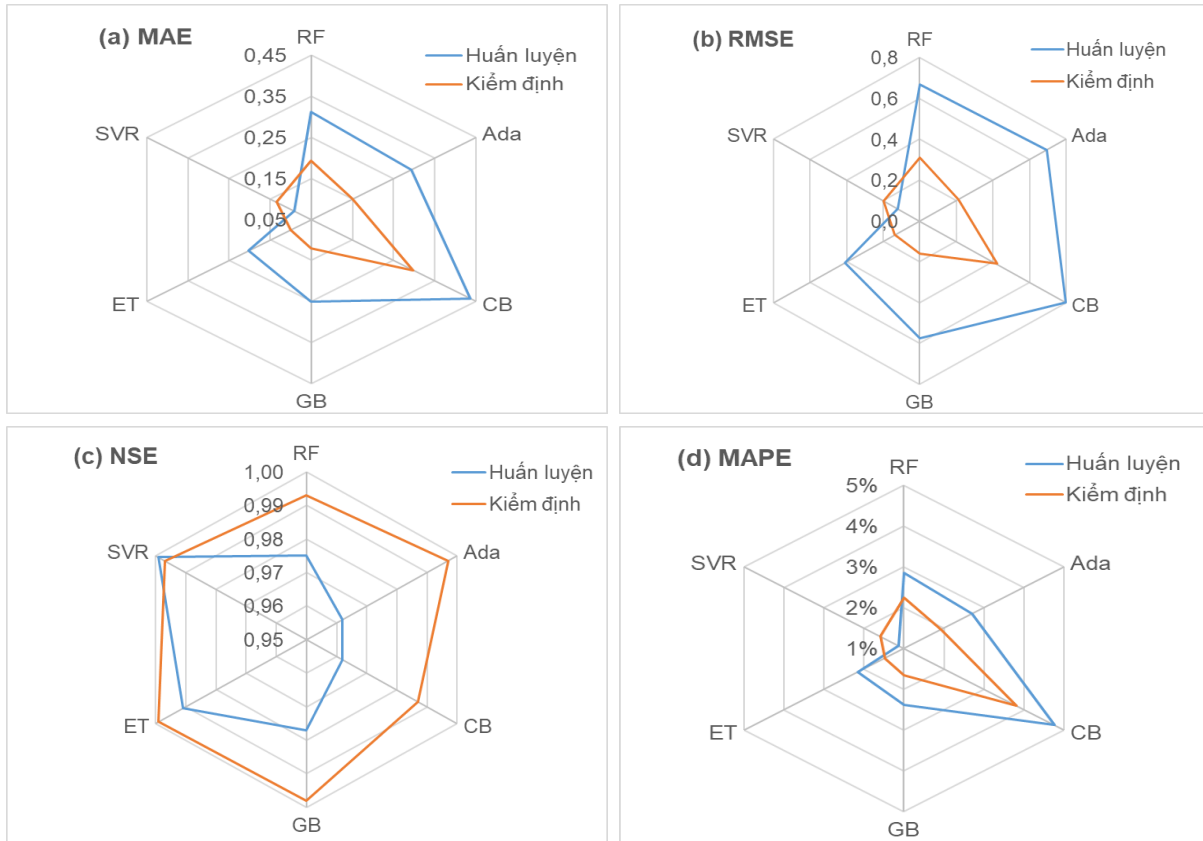 (a) MAE
RF
0,45
0,35
0,25
0,15
0,05
Huấn luyện
Kiểm định
SVR
Ada
ET
CB
GB
(b) RMSE
RF
0,8
0,6
0,4
0,2
0,0
Huấn luyện
Kiểm định
SVR
Ada
ET
CB
GB
(c) NSE
RF
1,00
0,99
0,98
0,97
0,96
0,95
Huấn luyện
Kiểm định
SVR
Ada
ET
CB
GB
(d) MAPE
RF
5%
4%
3%
2%
1%
Huấn luyện
Kiểm định
SVR
Ada
ET
CB
GB